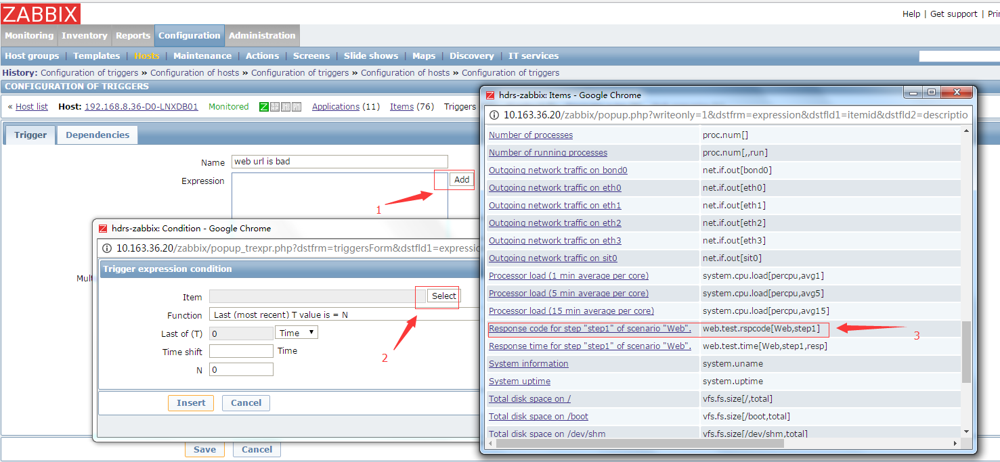 ZABBIX
Help | Get support |
Monitoring Inventory Reports Configuration Administration
Host groups | Templates | Hosts | Maintenance | Actions | Screens | Slide shows | Maps | Discovery | IT services
History: Configuration of triggers » Configuration of hosts » Configuration of triggers » Configuration of hosts » Configuration of triggers
CONFIGURATION OF TRIGGERS
« Host list Host: 192.168.8.36-D0-LNXDB01 Monitored Applications (11) Items (76) Triggers
Trigger Dependencies
Name web url is bad
Expression Add
1
hdrs-zabbix: Condition - Google Chrome
10.163.36.20/zabbix/popup_trexpr.php?dstfrm=triggersForm&dstfld1=expressio
Trigger expression condition
Item Select
Function Last (most recent) T value is = N
Last of (T) 0 Time
Time shift Time
2
N 0
Insert Cancel
Save Cancel
hdrs-zabbix: Items - Google Chrome
10.163.36.20/zabbix/popup.php?writeonly=1&dstfrm=expression&dstfld1=itemid&dstfld2=descriptio
Number of processes proc.num[]
Number of running processes proc.num[,,run]
Outgoing network traffic on bond0 net.if.out[bond0]
Outgoing network traffic on eth0 net.if.out[eth0]
Outgoing network traffic on eth1 net.if.out[eth1]
Outgoing network traffic on eth2 net.if.out[eth2]
Outgoing network traffic on eth3 net.if.out[eth3]
Outgoing network traffic on sit0 net.if.out[sit0]
Processor load (1 min average per core) system.cpu.load[percpu,avg1]
Processor load (5 min average per core) system.cpu.load[percpu,avg5]
Processor load (15 min average per core) system.cpu.load[percpu,avg15]
Response code for step "step1" of scenario "Web". web.test.rspcode[Web,step1]
3
Response time for step "step1" of scenario "Web". web.test.time[Web,step1,resp]
System information system.uname
System uptime system.uptime
Total disk space on / vfs.fs.size[/,total]
Total disk space on /boot vfs.fs.size[/boot,total]
Total disk space on /dev/shm vfs.fs.size[/dev/shm,total]